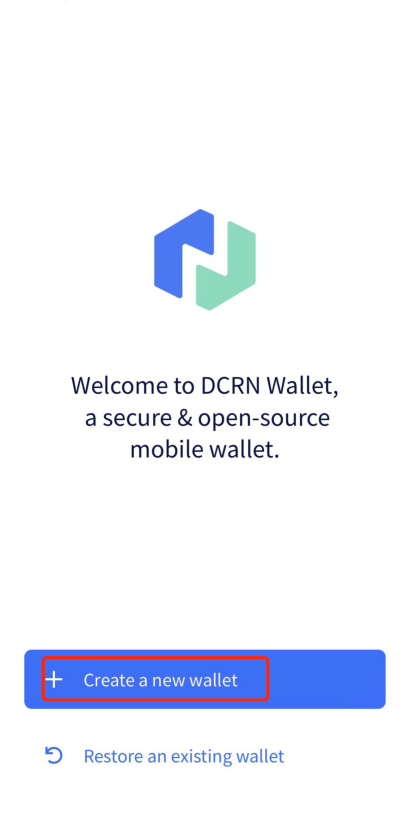 Welcome to DCRN Wallet,
a secure & open-source
mobile wallet.
Create a new wallet
Restore an existing wallet